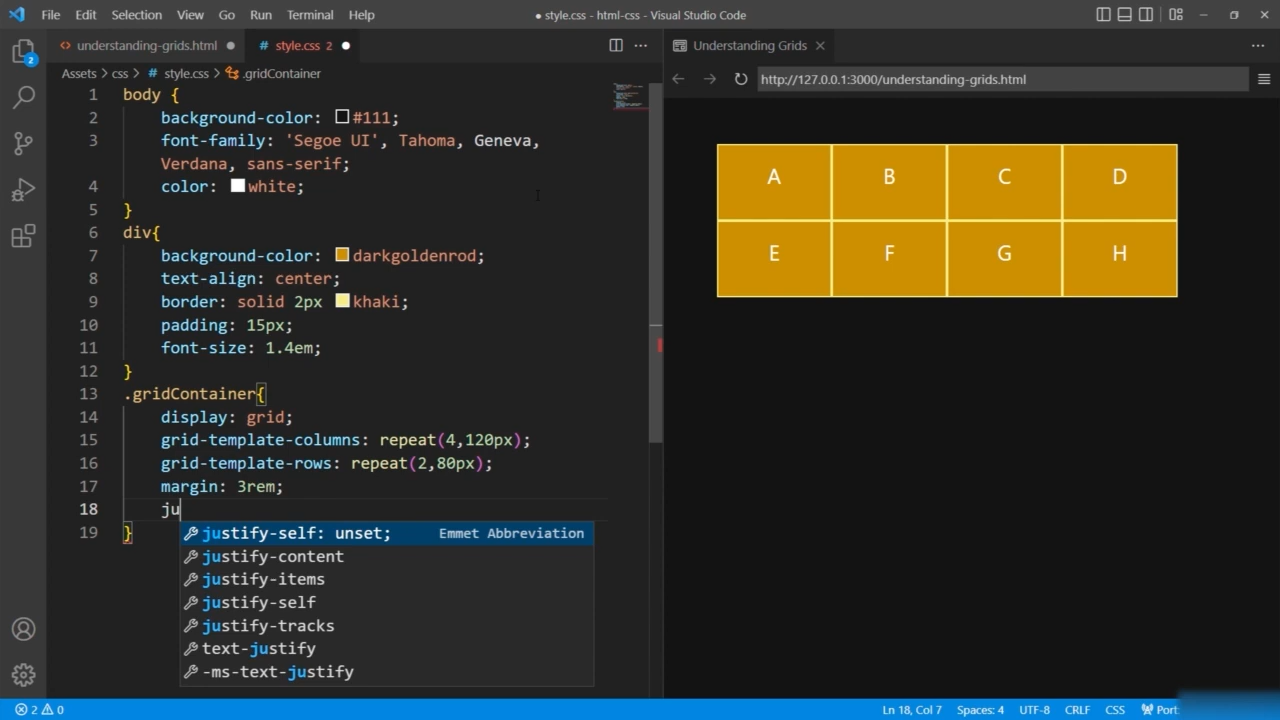 File Edit Selection View Go Run Terminal Help
● style.css - html-css - Visual Studio Code
understanding-grids.html
# style.css 2
Understanding Grids
Assets > css > # style.css > .gridContainer
http://127.0.0.1:3000/understanding-grids.html
2
1 body {
2 background-color: #111;
3 font-family: 'Segoe UI', Tahoma, Geneva,
Verdana, sans-serif;
4 color: white;
5 }
6 div{
7 background-color: darkgoldenrod;
8 text-align: center;
9 border: solid 2px khaki;
10 padding: 15px;
11 font-size: 1.4em;
12 }
13 .gridContainer{
14 display: grid;
15 grid-template-columns: repeat(4,120px);
16 grid-template-rows: repeat(2,80px);
17 margin: 3rem;
18 ju
19 }
justify-self: unset; Emmet Abbreviation
justify-content
justify-items
justify-self
justify-tracks
text-justify
-ms-text-justify
A B C D
E F G H
2 0
Ln 18, Col 7 Spaces: 4 UTF-8 CRLF CSS Port: